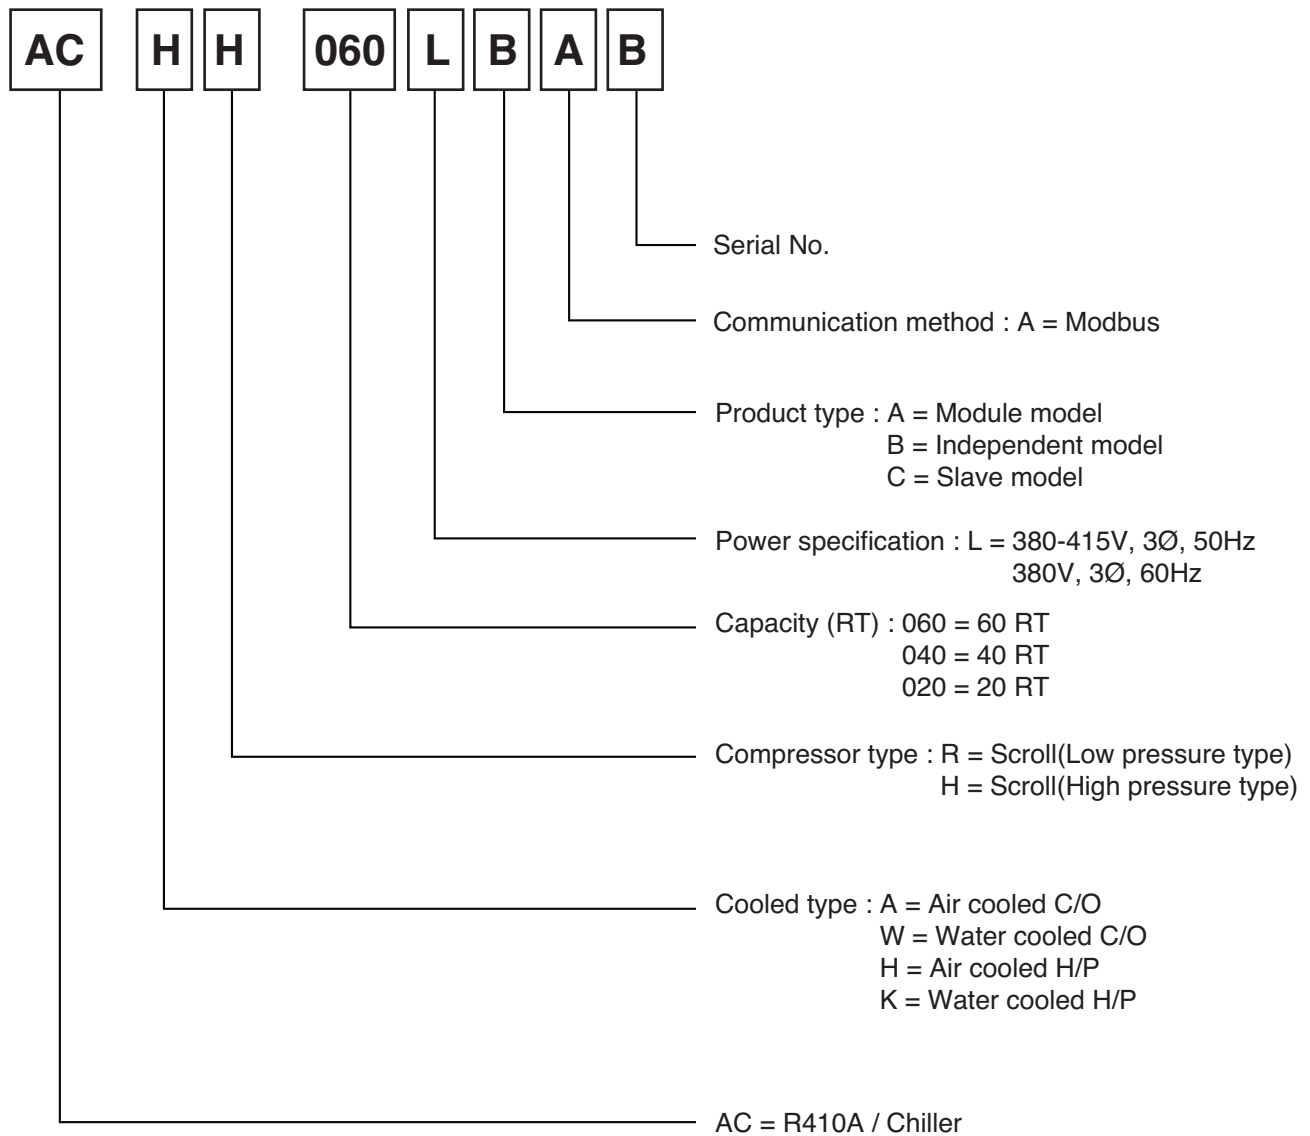 AC H H 060 L B A B
Serial No.
Communication method : A = Modbus
Product type : A = Module model
B = Independent model
C = Slave model
Power specification : L = 380-415V, 3Ø, 50Hz
380V, 3Ø, 60Hz
Capacity (RT) : 060 = 60 RT
040 = 40 RT
020 = 20 RT
Compressor type : R = Scroll(Low pressure type)
H = Scroll(High pressure type)
Cooled type : A = Air cooled C/O
W = Water cooled C/O
H = Air cooled H/P
K = Water cooled H/P
AC = R410A / Chiller